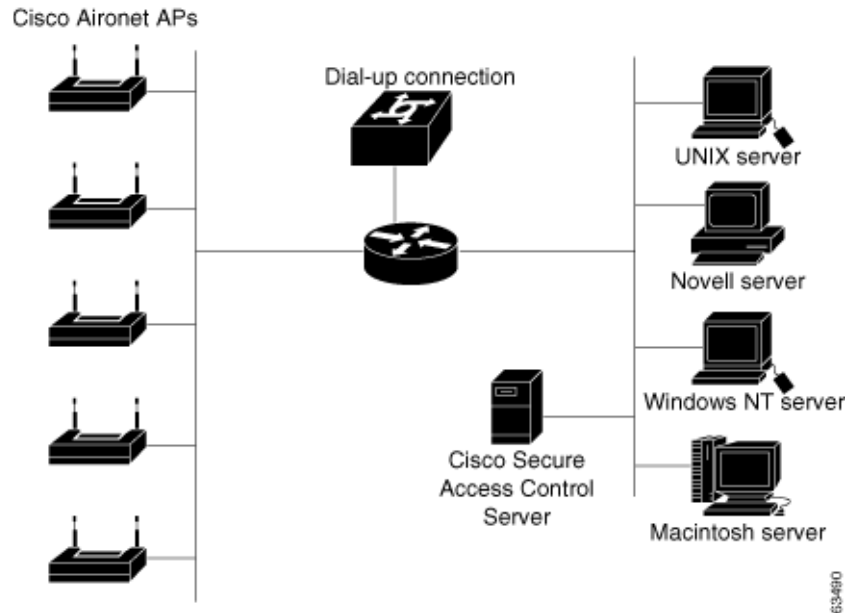 Cisco Aironet APs
Dial-up connection
UNIX server
Novell server
Windows NT server
Cisco Secure
Access Control
Server
Macintosh server
63490